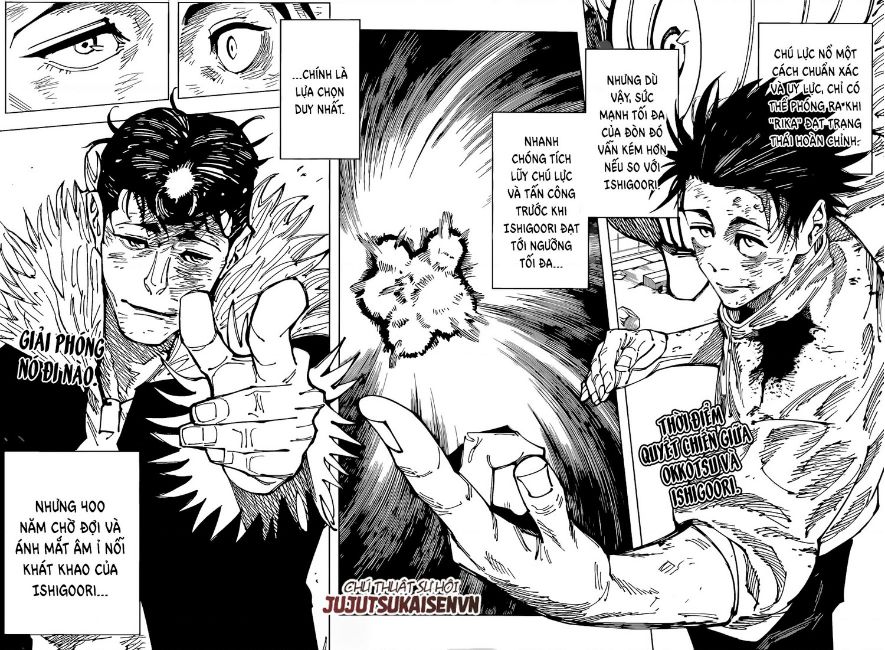 CHÚ LỰC NỔ MỘT
CÁCH CHUẨN XÁC
VÀ UY LỰC, CHỈ CÓ
THỂ PHÓNG RA KHI
"RIKA" ĐẠT TRẠNG
THÁI HOÀN CHỈNH.
NHƯNG DÙ
VẬY, SỨC
MẠNH TỐI ĐA
CỦA ĐÒN ĐÓ
VẪN KÉM HƠN
NẾU SO VỚI
ISHIGOORI.
THỜI ĐIỂM
QUYẾT CHIẾN GIỮA
OKKOTSU VÀ
ISHIGOORI.
NHANH
CHÓNG TÍCH
LŨY CHÚ LỰC
VÀ TẤN CÔNG
TRƯỚC KHI
ISHIGOORI ĐẠT
TỚI NGƯỠNG
TỐI ĐA...
...CHÍNH LÀ
LỰA CHỌN
DUY NHẤT.
GIẢI PHÓNG
NÓ ĐI NÀO.
NHƯNG 400
NĂM CHỜ ĐỢI VÀ
ÁNH MẮT ÂM Ỉ NỖI
KHÁT KHAO CỦA
ISHIGOORI...
CHÚ THUẬT SƯ HỒI
JUJUTSUKAISENVN